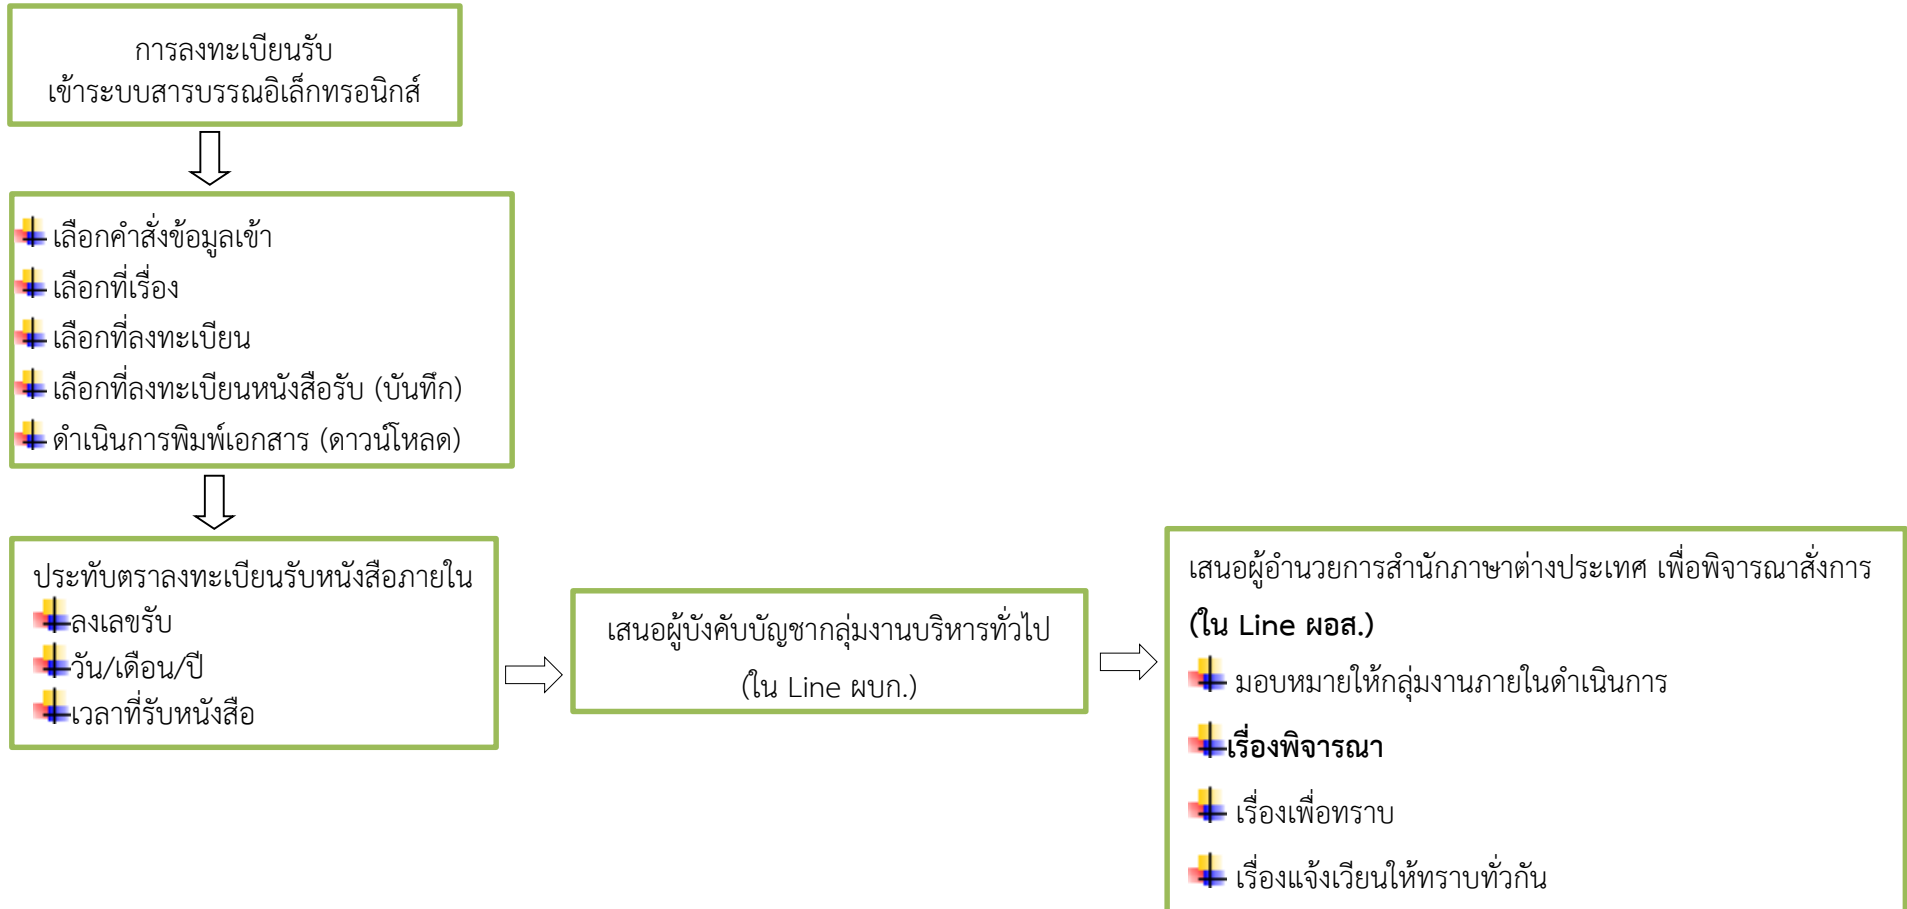 การลงทะเบียนรับ
เข้าระบบสารบรรณอิเล็กทรอนิกส์
เลือกคำสั่งข้อมูลเข้า
เลือกที่เรื่อง
เลือกที่ลงทะเบียน
เลือกที่ลงทะเบียนหนังสือรับ (บันทึก)
ดำเนินการพิมพ์เอกสาร (ดาวน์โหลด)
ประทับตราลงทะเบียนรับหนังสือภายใน
ลงเลขรับ
วัน/เดือน/ปี
เวลาที่รับหนังสือ
เสนอผู้บังคับบัญชากลุ่มงานบริหารทั่วไป
(ใน Line ผบก.)
เสนอผู้อำนวยการสำนักภาษาต่างประเทศ เพื่อพิจารณาสั่งการ
(ใน Line ผอส.)
มอบหมายให้กลุ่มงานภายในดำเนินการ
เรื่องพิจารณา
เรื่องเพื่อทราบ
เรื่องแจ้งเวียนให้ทราบทั่วกัน